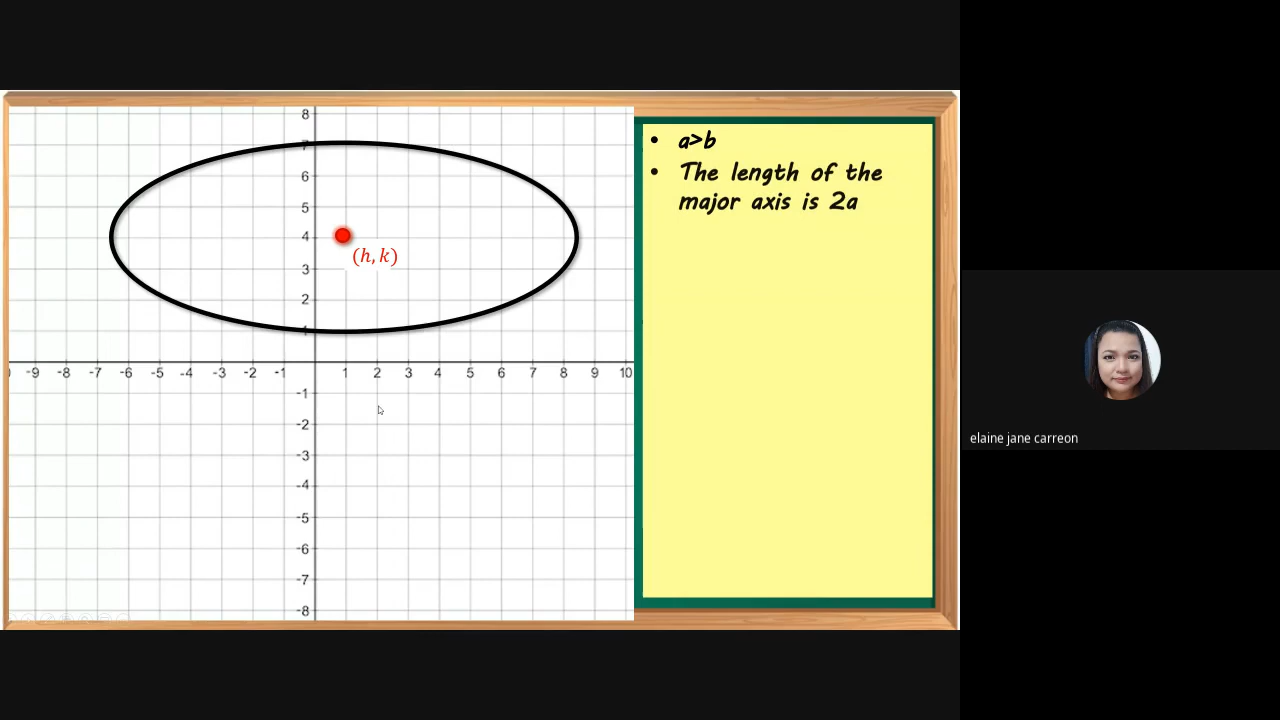 8
7
6
5
4
(h, k)
3
2
1
-9 -8 -7 -6 -5 -4 -3 -2 -1 1 2 3 4 5 6 7 8 9 10
-1
-2
-3
-4
-5
-6
-7
-8
• a>b
• The length of the
major axis is 2a
elaine jane carreon